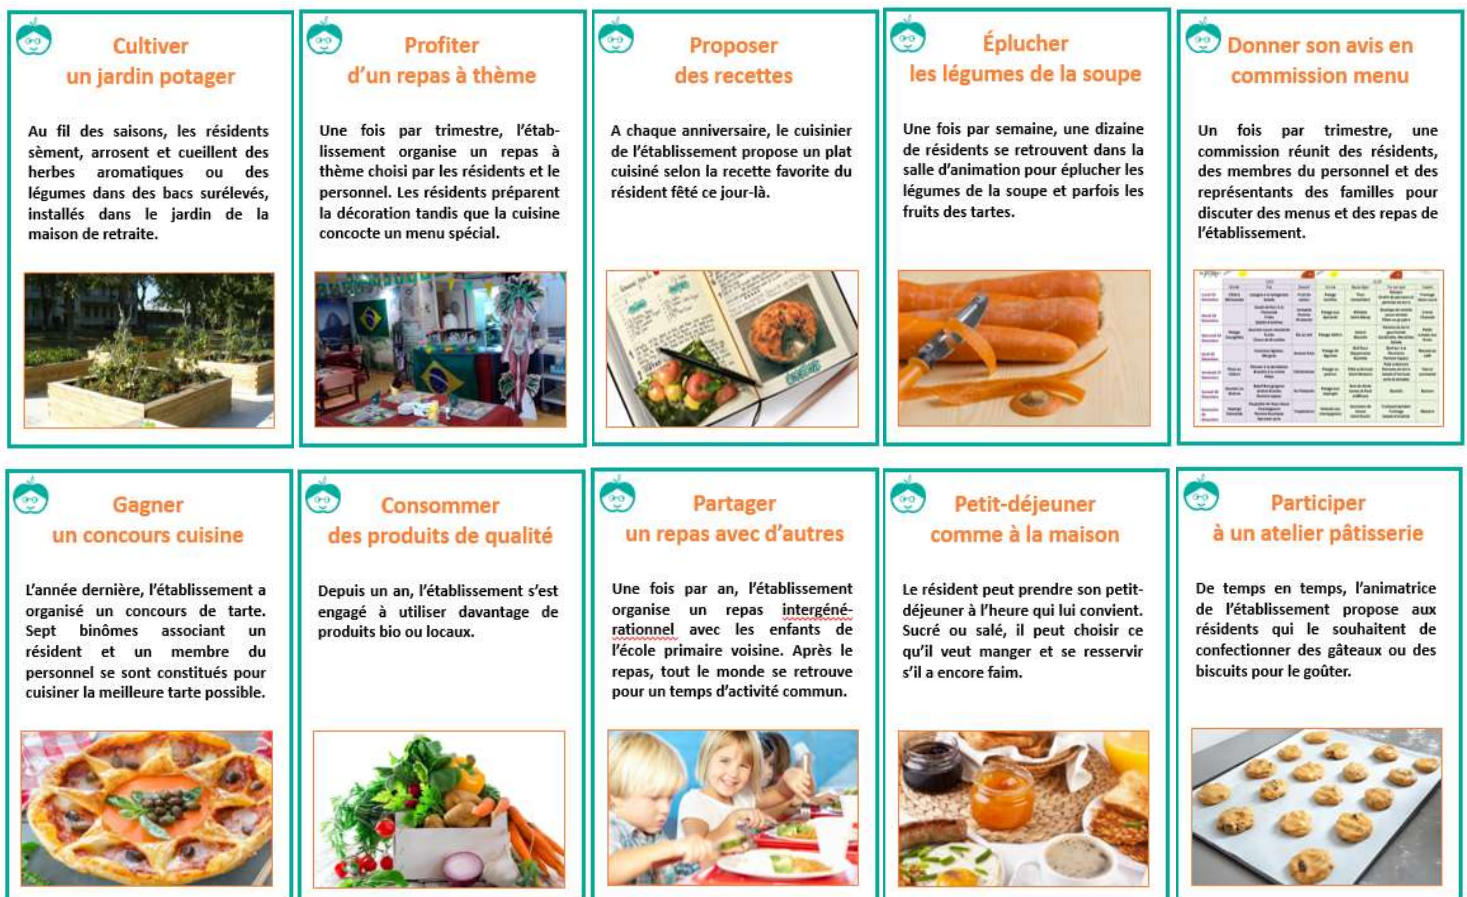 Cultiver
un jardin potager
Au fil des saisons, les résidents
sèment, arrosent et cueillent des
herbes aromatiques ou des
légumes dans des bacs surélevés,
installés dans le jardin de la
maison de retraite.
Profiter
d’un repas à thème
Une fois par trimestre, l’étab-
lissement organise un repas à
thème choisi par les résidents et le
personnel. Les résidents préparent
la décoration tandis que la cuisine
concocte un menu spécial.
Proposer
des recettes
A chaque anniversaire, le cuisinier
de l’établissement propose un plat
cuisiné selon la recette favorite du
résident fêté ce jour-là.
Éplucher
les légumes de la soupe
Une fois par semaine, une dizaine
de résidents se retrouvent dans la
salle d’animation pour éplucher les
légumes de la soupe et parfois les
fruits des tartes.
Donner son avis en
commission menu
Un fois par trimestre, une
commission réunit des résidents,
des membres du personnel et des
représentants des familles pour
discuter des menus et des repas de
l’établissement.
Gagner
un concours cuisine
L’année dernière, l’établissement a
organisé un concours de tarte.
Sept binômes associant un
résident et un membre du
personnel se sont constitués pour
cuisiner la meilleure tarte possible.
Consommer
des produits de qualité
Depuis un an, l’établissement s’est
engagé à utiliser davantage de
produits bio ou locaux.
Partager
un repas avec d’autres
Une fois par an, l’établissement
organise un repas intergéné-
rationnel avec les enfants de
l’école primaire voisine. Après le
repas, tout le monde se retrouve
pour un temps d’activité commun.
Petit-déjeuner
comme à la maison
Le résident peut prendre son petit-
déjeuner à l’heure qui lui convient.
Sucré ou salé, il peut choisir ce
qu’il veut manger et se resservir
s’il a encore faim.
Participer
à un atelier pâtisserie
De temps en temps, l’animatrice
de l’établissement propose aux
résidents qui le souhaitent de
confectionner des gâteaux ou des
biscuits pour le goûter.